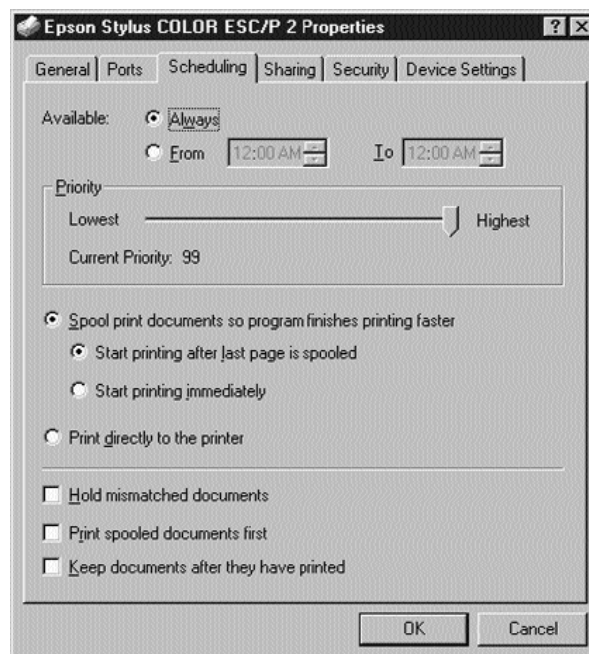 Epson Stylus COLOR ESC/P 2 Properties
General Ports Scheduling Sharing Security Device Settings
Available: Always
From 12:00 AM To 12:00 AM
Priority
Lowest Highest
Current Priority: 99
Spool print documents so program finishes printing faster
Start printing after last page is spooled
Start printing immediately
Print directly to the printer
Hold mismatched documents
Print spooled documents first
Keep documents after they have printed
OK Cancel